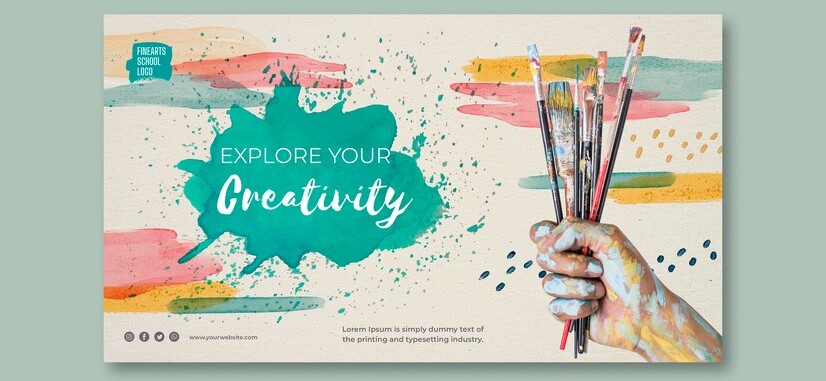 FINEARTS
SCHOOL
LOGO
EXPLORE YOUR
Creativity
www.yourwebsite.com
Lorem Ipsum is simply dummy text of
the printing and typesetting industry.